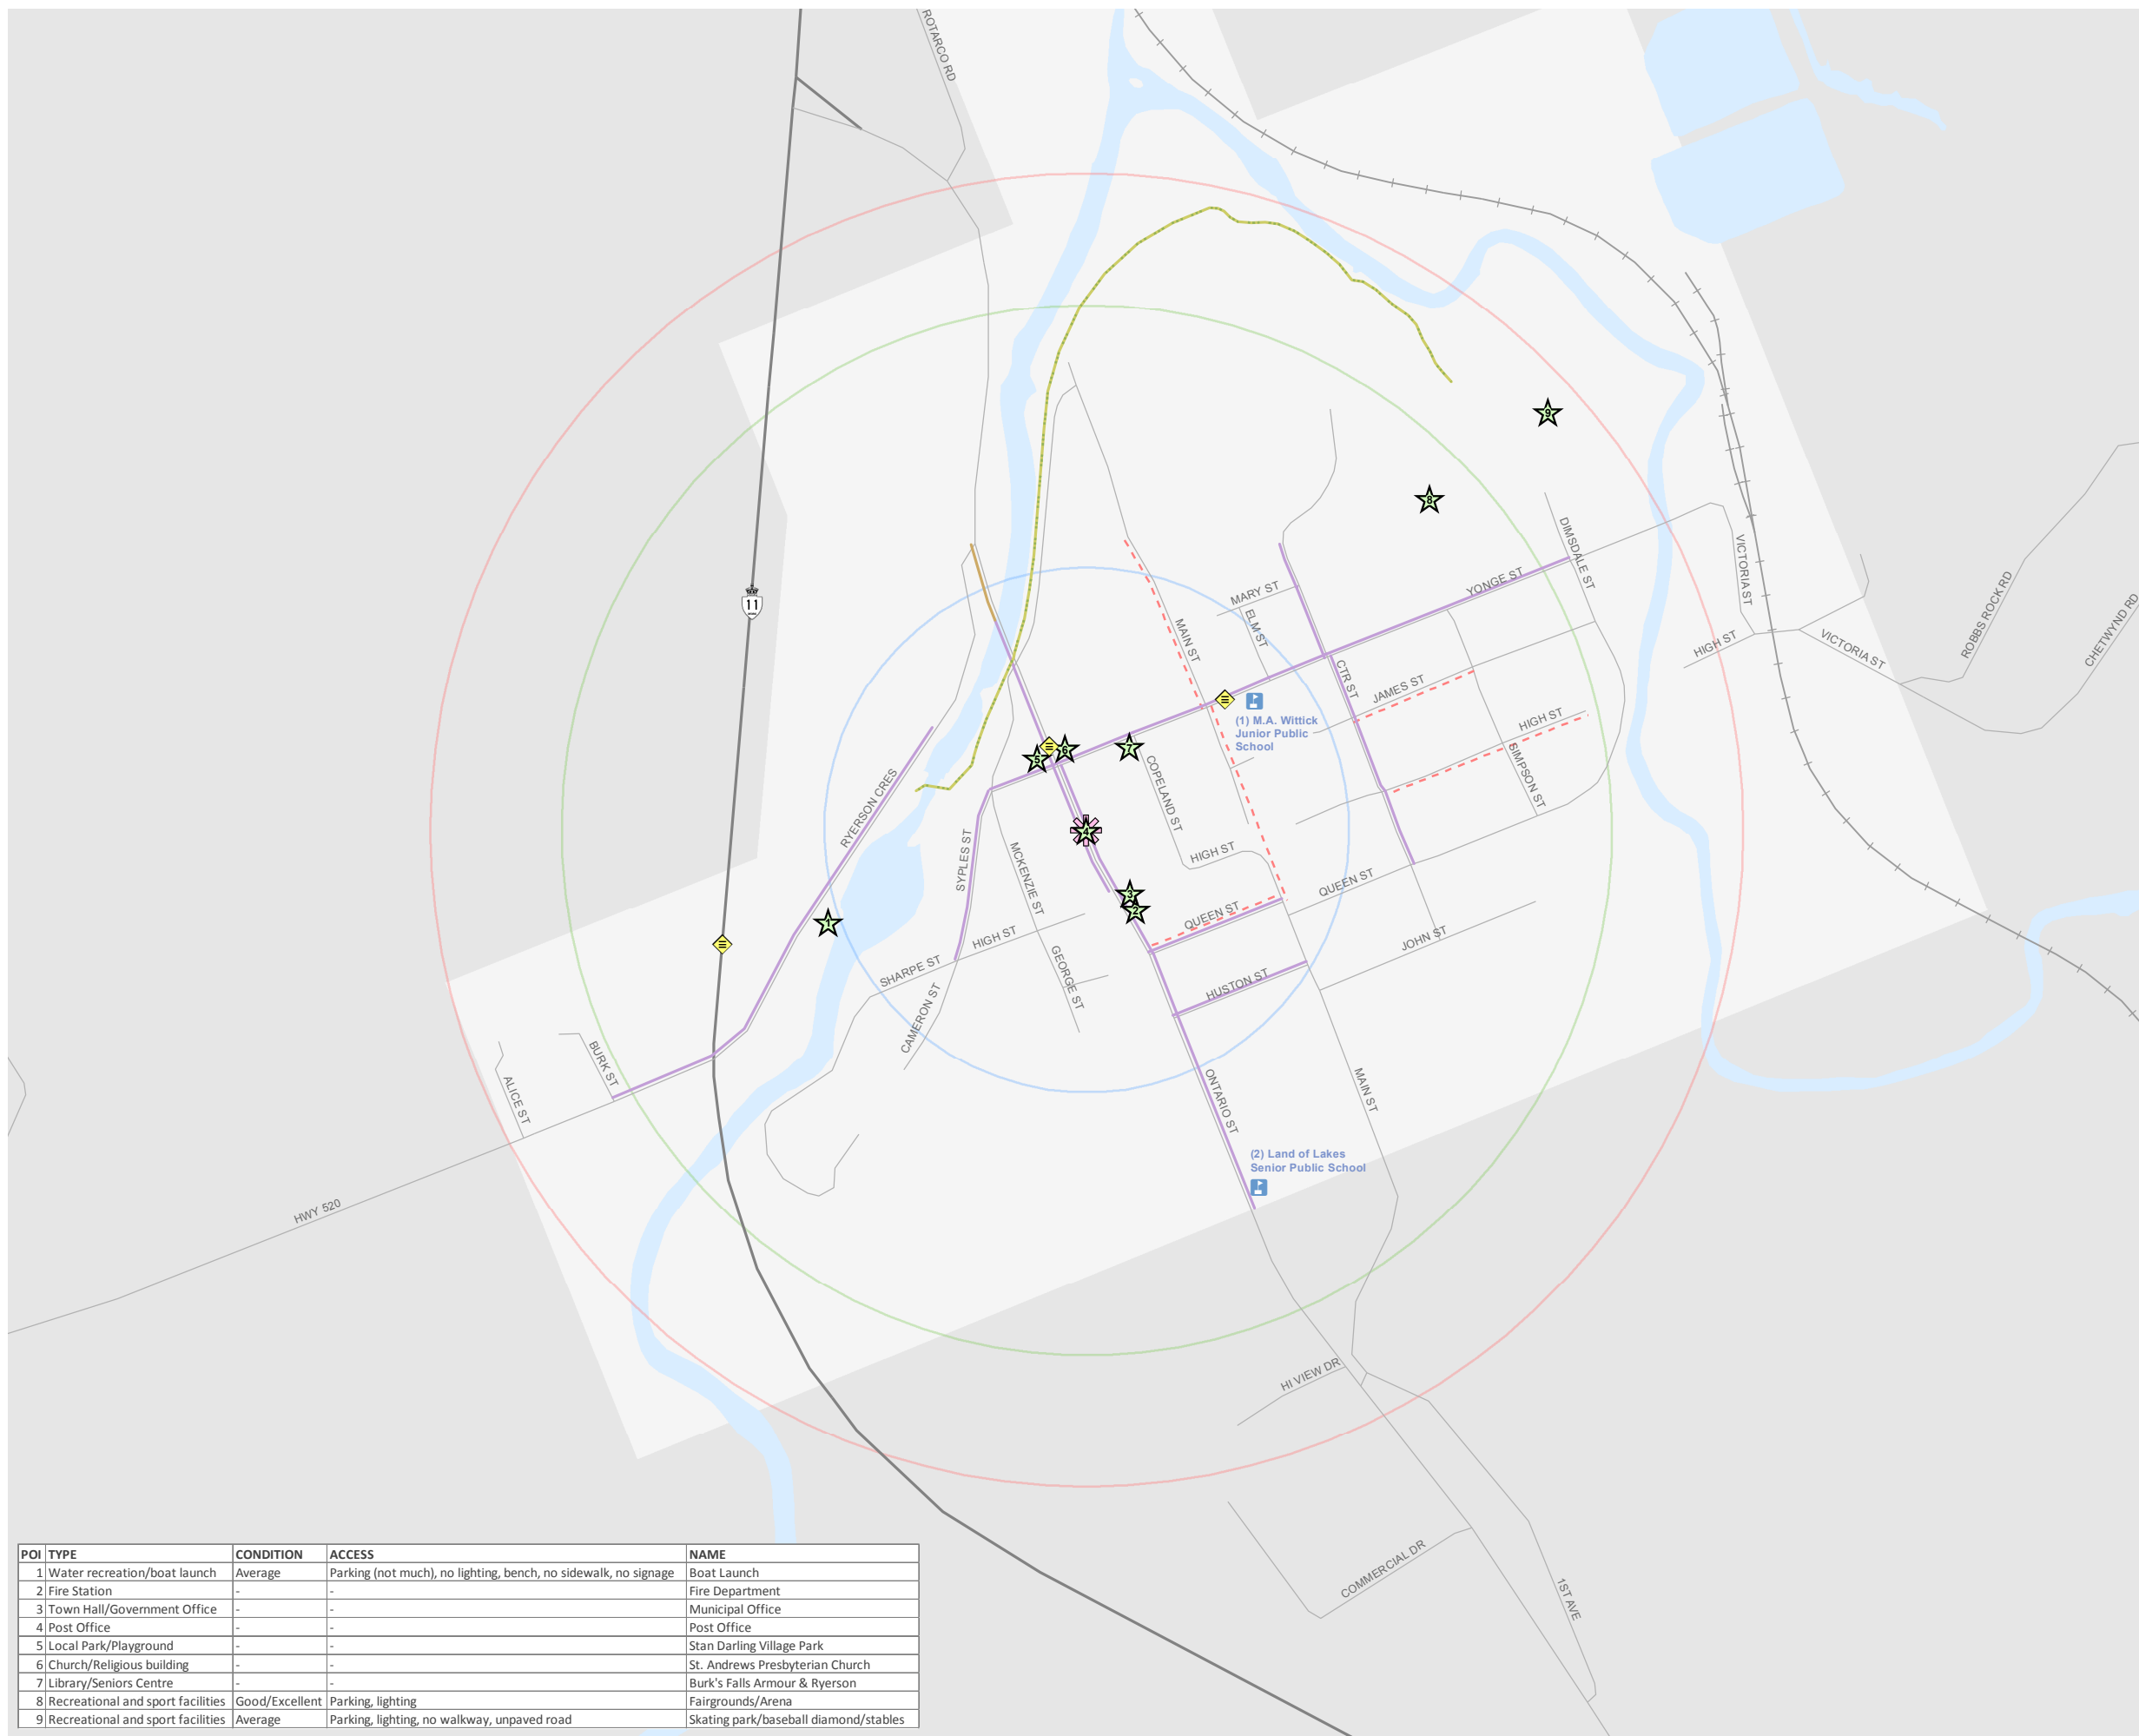 ROTARCO RD
11
9
8
DIMSDALE ST
YONGE ST
VICTORIA ST
MARY ST
ELM ST
MAIN ST
ROBBS ROCK RD
CHETWYND RD
HIGH ST
VICTORIA ST
CTR ST
JAMES ST
(1) M.A. Wittick
Junior Public
School
HIGH ST
SIMPSON ST
5
6
7
COPELAND ST
RYERSON CRES
4
SYPLES ST
MCKENZIE ST
HIGH ST
QUEEN ST
3
2
1
QUEEN ST
HIGH ST
JOHN ST
SHARPE ST
GEORGE ST
HUSTON ST
CAMERON ST
BURK ST
ALICE ST
ONTARIO ST
MAIN ST
(2) Land of Lakes
Senior Public School
HWY 520
HI VIEW DR
COMMERCIAL DR
1ST AVE
POI TYPE CONDITION ACCESS NAME
1 Water recreation/boat launch Average Parking (not much), no lighting, bench, no sidewalk, no signage Boat Launch
2 Fire Station - - Fire Department
3 Town Hall/Government Office - - Municipal Office
4 Post Office - - Post Office
5 Local Park/Playground - - Stan Darling Village Park
6 Church/Religious building - - St. Andrews Presbyterian Church
7 Library/Seniors Centre - - Burk's Falls Armour & Ryerson
8 Recreational and sport facilities Good/Excellent Parking, lighting Fairgrounds/Arena
9 Recreational and sport facilities Average Parking, lighting, no walkway, unpaved road Skating park/baseball diamond/stables